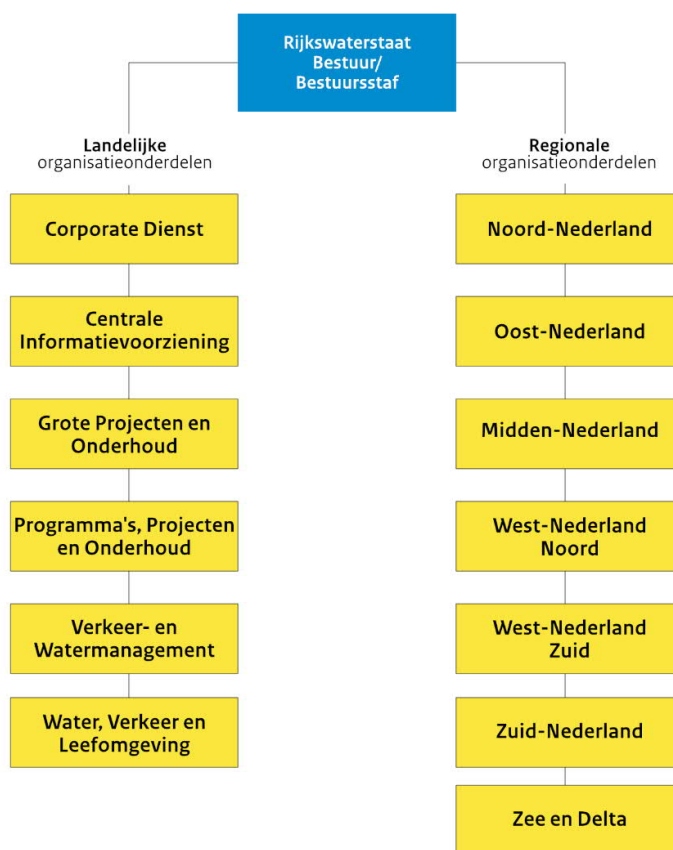 Rijkswaterstaat
Bestuur/
Bestuursstaf
Landelijke
organisatieonderdelen
Corporate Dienst
Centrale
Informatievoorziening
Grote Projecten en
Onderhoud
Programma's, Projecten
en Onderhoud
Verkeer- en
Watermanagement
Water, Verkeer en
Leefomgeving
Regionale
organisatieonderdelen
Noord-Nederland
Oost-Nederland
Midden-Nederland
West-Nederland
Noord
West-Nederland
Zuid
Zuid-Nederland
Zee en Delta